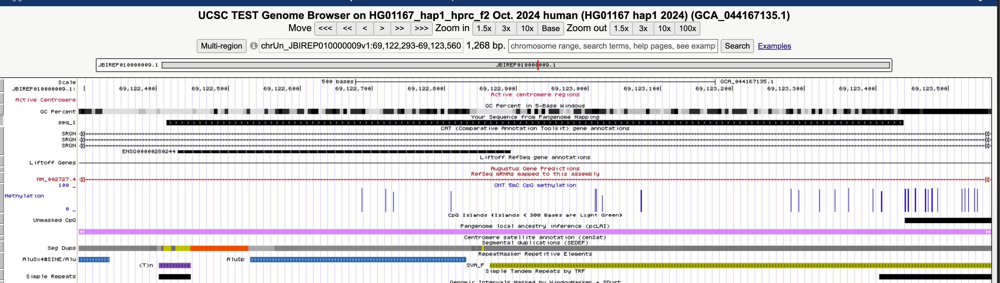 UCSC TEST Genome Browser on HG01167_hap1_hprc_f2 Oct. 2024 human (HG01167 hap1 2024) (GCA_044167135.1)
Move <<< << < > >> >>> Zoom in 1.5x 3x 10x Base Zoom out 1.5x 3x 10x 100x
Multi-region chrUn_JBIREP010000009v1:69,122,293-69,123,560 1,268 bp. chromosome range, search terms, help pages, see exampl Search Examples
JBIREP010000009.1 JBIREP010000009.1
Scale 500 bases GCA_044167135.1
JBIREP010000009.1: 69,122,400 69,122,500 69,122,600 69,122,700 69,122,800 69,122,900 69,123,000 69,123,100 69,123,200 69,123,300 69,123,400 69,123,500
Active centromere regions
Active Centromere
GC Percent in 5-Base Windows
GC Percent
Your Sequence from Pangenome Mapping
seq_1
CAT (Comparative Annotation Toolkit) gene annotations
SRGN
SRGN
SRGN
ENSG00000280244
Liftoff RefSeq gene annotations
Liftoff Genes
Augustus Gene Predictions
RefSeq mRNAs mapped to this assembly
NM_002727.4
100 _
ONT 5mC CpG methylation
Methylation
0 _
CpG Islands (Islands < 300 Bases are Light Green)
Unmasked CpG
Pangenome local ancestry inference (pcLAI)
Centromere satellite annotation (cenSat)
Segmental duplications (SEDEF)
Seg Dups
RepeatMasker Repetitive Elements
AluSx4#SINE/Alu AluSp
(T)n SVA_F
Simple Tandem Repeats by TRF
Simple Repeats
Genomic Intervals Masked by WindowMasker + SDust